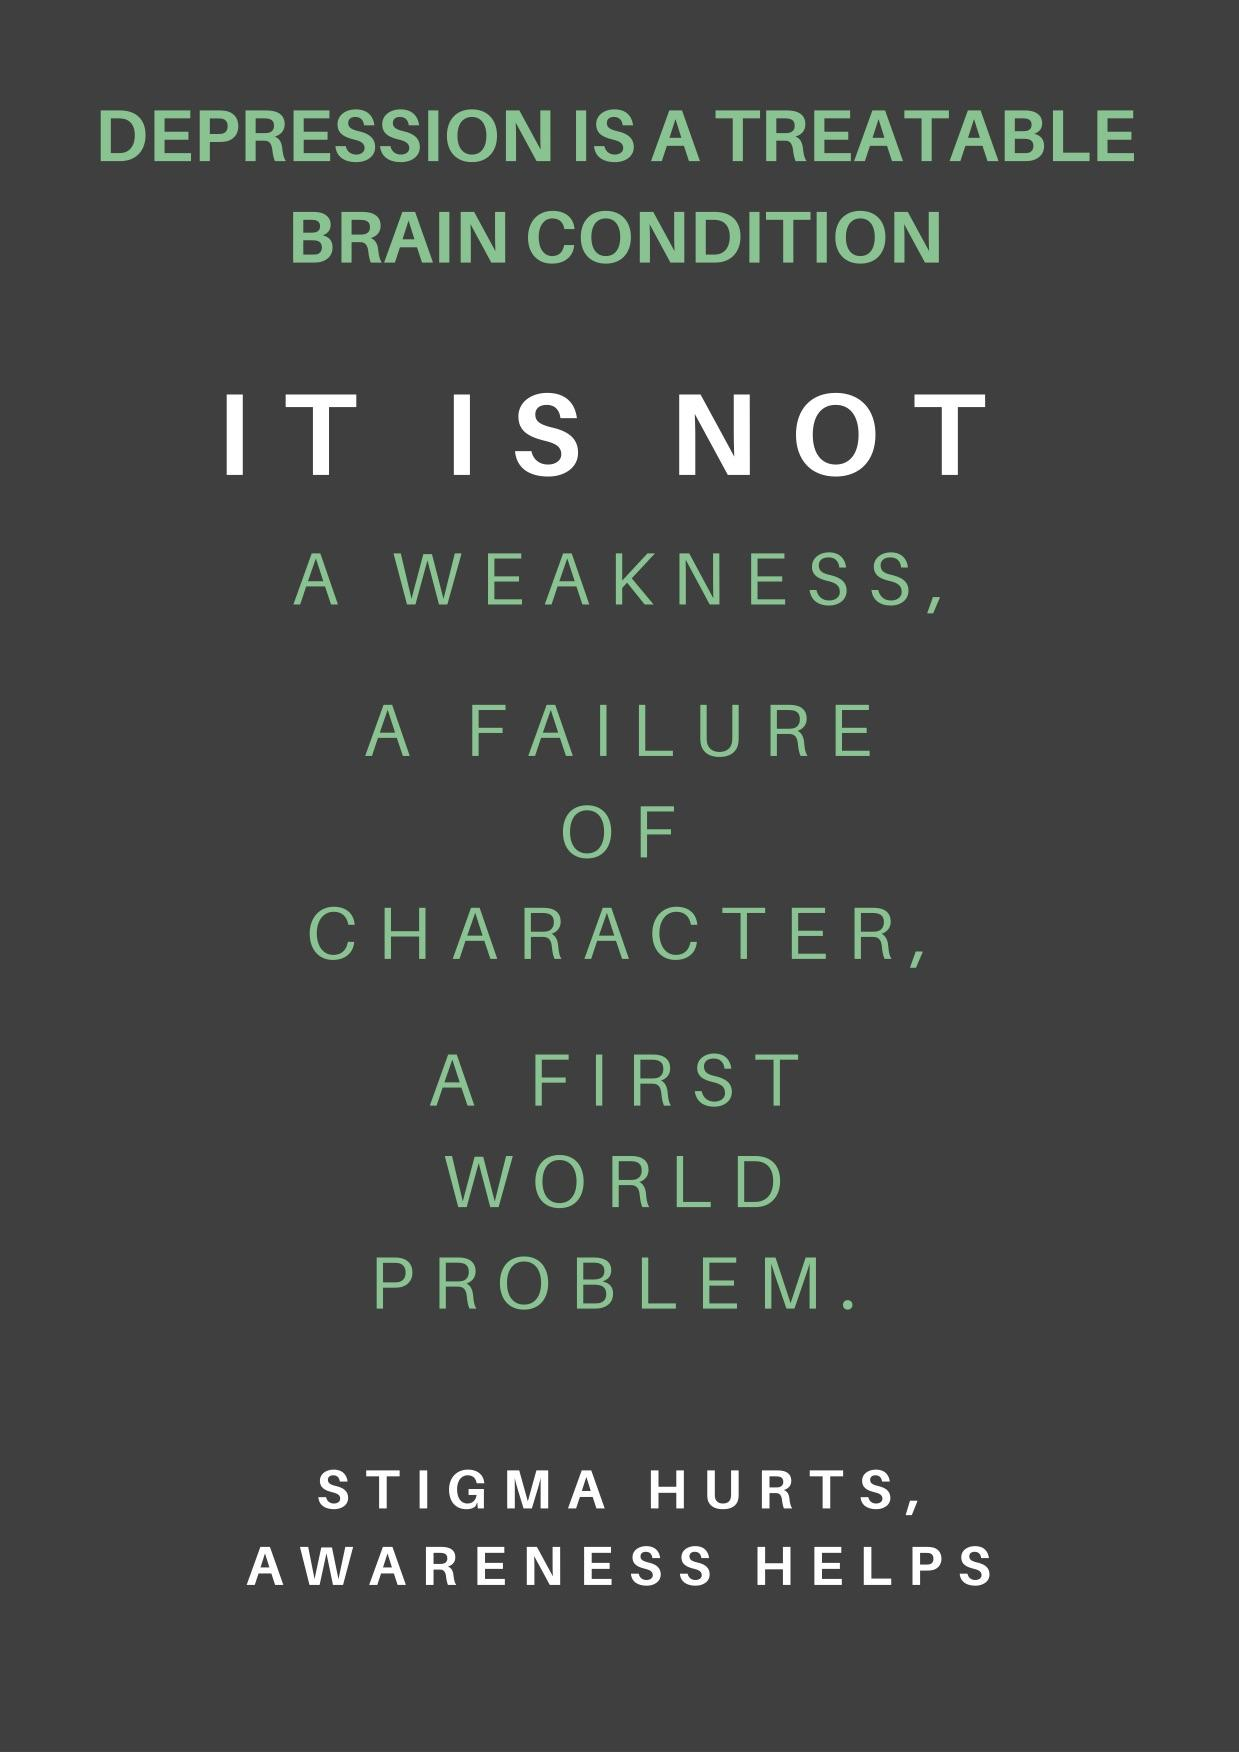 DEPRESSION IS A TREATABLE
BRAIN CONDITION
IT IS NOT
A WEAKNESS,
A FAILURE
OF
CHARACTER,
A FIRST
WORLD
PROBLEM.
STIGMA HURTS,
AWARENESS HELPS